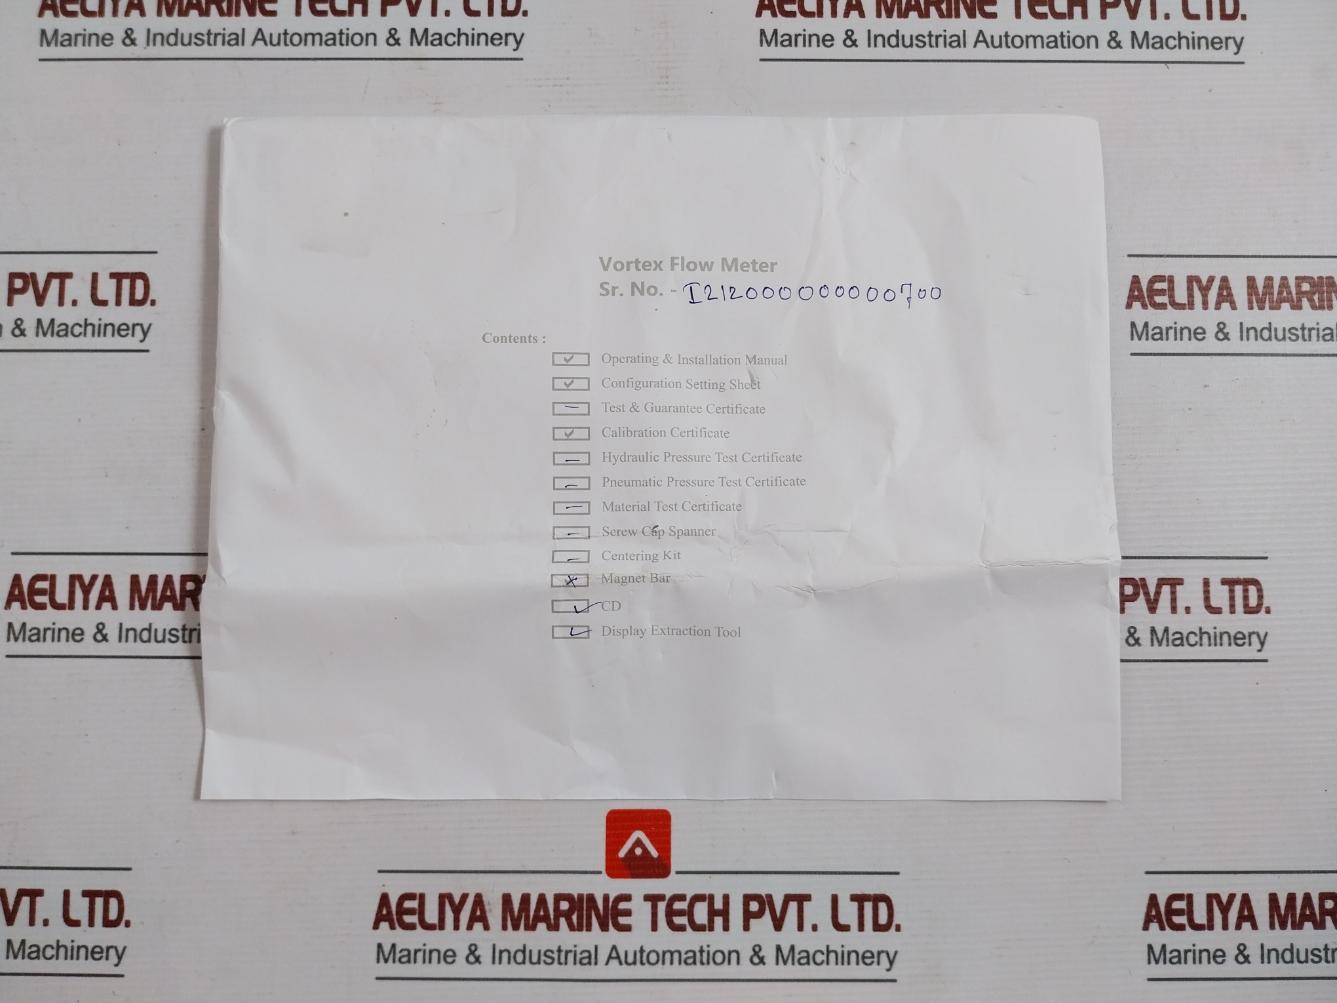 AELIYA MARINE TECH PVT. LTD.
Marine & Industrial Automation & Machinery
AELIYA MARINE TECH PVT. LTD.
Marine & Industrial Automation & Machinery
PVT. LTD.
& Machinery
AELIYA MARIN
Marine & Industrial
Vortex Flow Meter
Sr. No. - I212000000000700
Contents :
✓ Operating & Installation Manual
✓ Configuration Setting Sheet
- Test & Guarantee Certificate
✓ Calibration Certificate
- Hydraulic Pressure Test Certificate
- Pneumatic Pressure Test Certificate
- Material Test Certificate
- Screw Cap Spanner
- Centering Kit
x Magnet Bar
✓ CD
✓ Display Extraction Tool
AELIYA MAR
Marine & Industri
PVT. LTD.
& Machinery
VT. LTD.
Machinery
AELIYA MARINE TECH PVT. LTD.
Marine & Industrial Automation & Machinery
AELIYA MAR
Marine & Industr